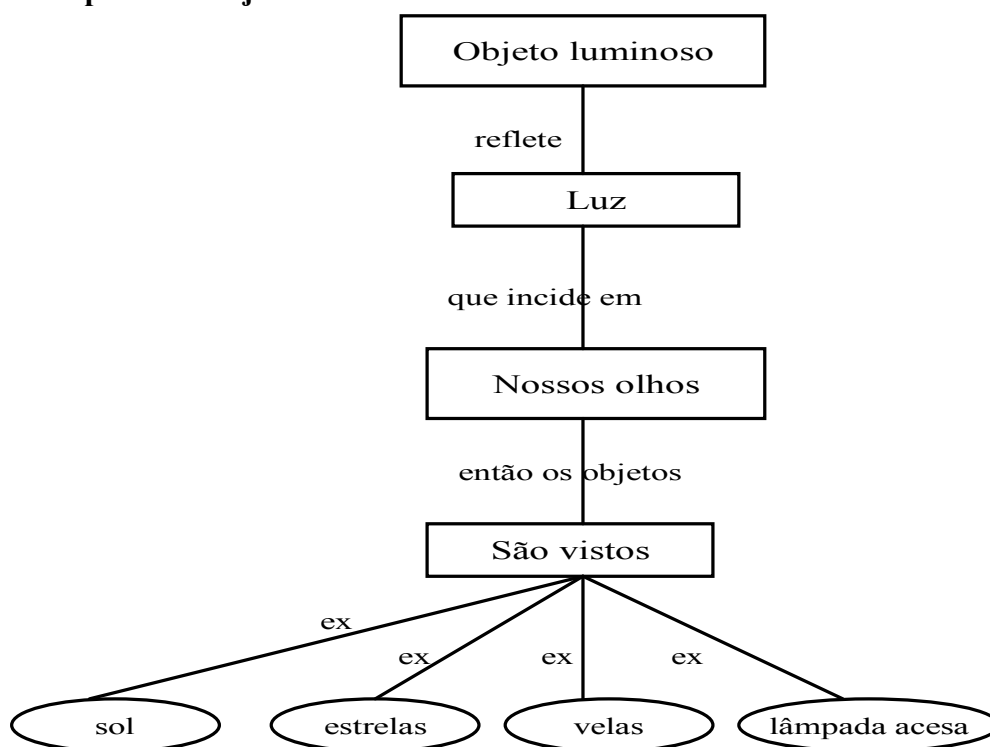 Objeto luminoso
reflete
Luz
que incide em
Nossos olhos
então os objetos
São vistos
ex
ex
ex
ex
sol
estrelas
velas
lâmpada acesa